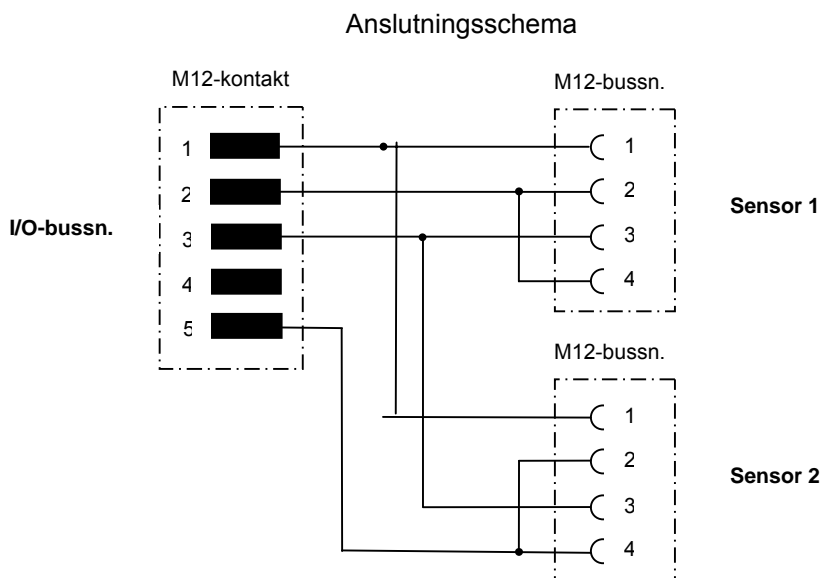 Anslutningsschema
M12-kontakt
M12-bussn.
1
2
3
4
5
I/O-bussn.
1
2
3
4
Sensor 1
M12-bussn.
1
2
3
4
Sensor 2